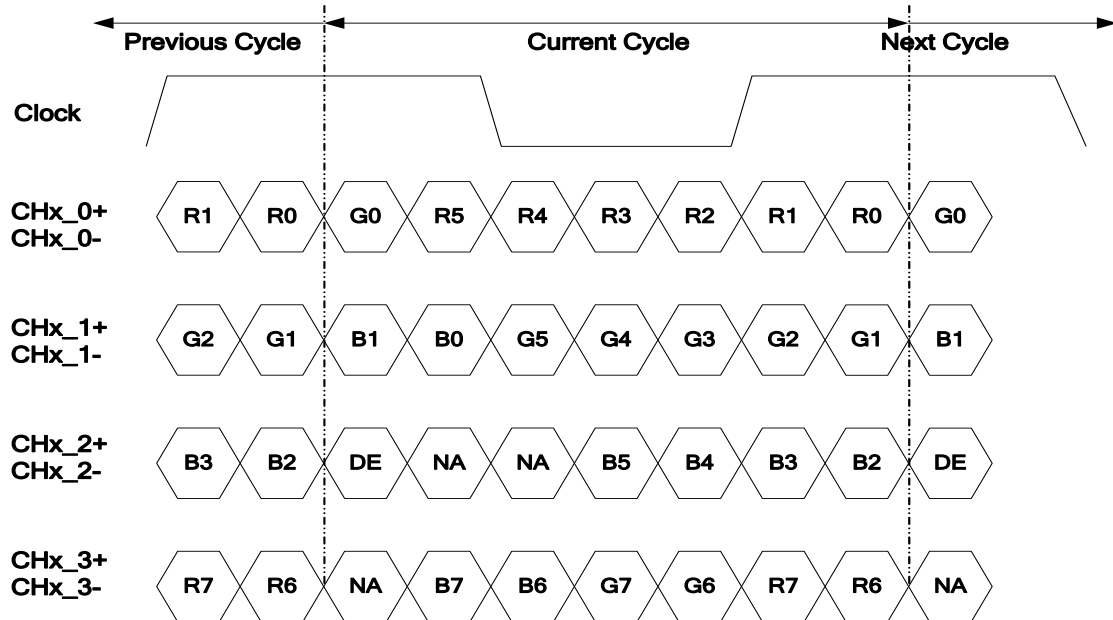 Previous Cycle Current Cycle Next Cycle
Clock
CHx_0+
CHx_0-
R1 R0 G0 R5 R4 R3 R2 R1 R0 G0
CHx_1+
CHx_1-
G2 G1 B1 B0 G5 G4 G3 G2 G1 B1
CHx_2+
CHx_2-
B3 B2 DE NA NA B5 B4 B3 B2 DE
CHx_3+
CHx_3-
R7 R6 NA B7 B6 G7 G6 R7 R6 NA